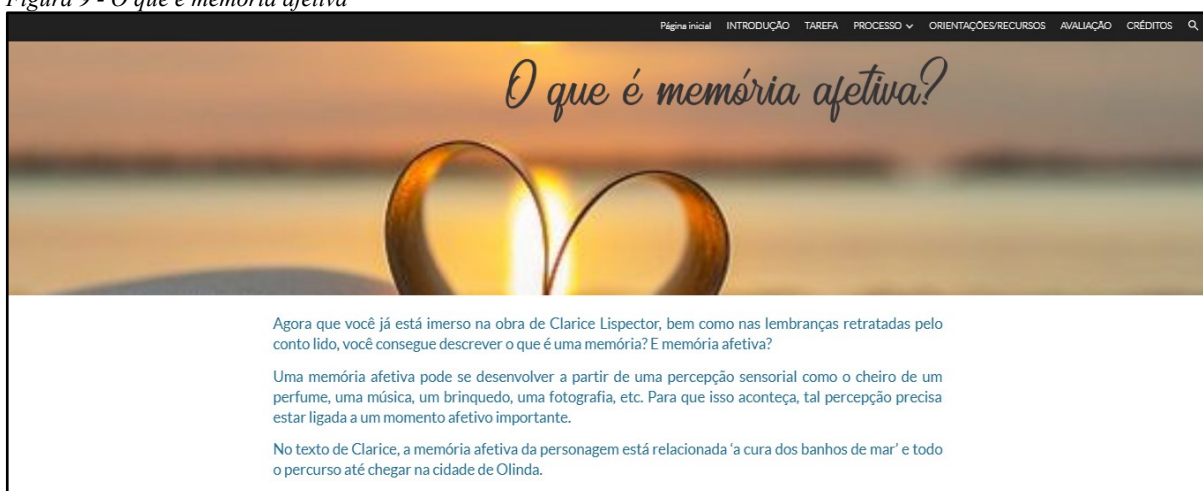 Figura 9 - O que é memória afetiva
Página inicial INTRODUÇÃO TAREFA PROCESSO ORIENTAÇÕES/RECURSOS AVALIAÇÃO CRÉDITOS
O que é memória afetiva?
Agora que você já está imerso na obra de Clarice Lispector, bem como nas lembranças retratadas pelo
conto lido, você consegue descrever o que é uma memória? E memória afetiva?
Uma memória afetiva pode se desenvolver a partir de uma percepção sensorial como o cheiro de um
perfume, uma música, um brinquedo, uma fotografia, etc. Para que isso aconteça, tal percepção precisa
estar ligada a um momento afetivo importante.
No texto de Clarice, a memória afetiva da personagem está relacionada 'a cura dos banhos de mar' e todo
o percurso até chegar na cidade de Olinda.